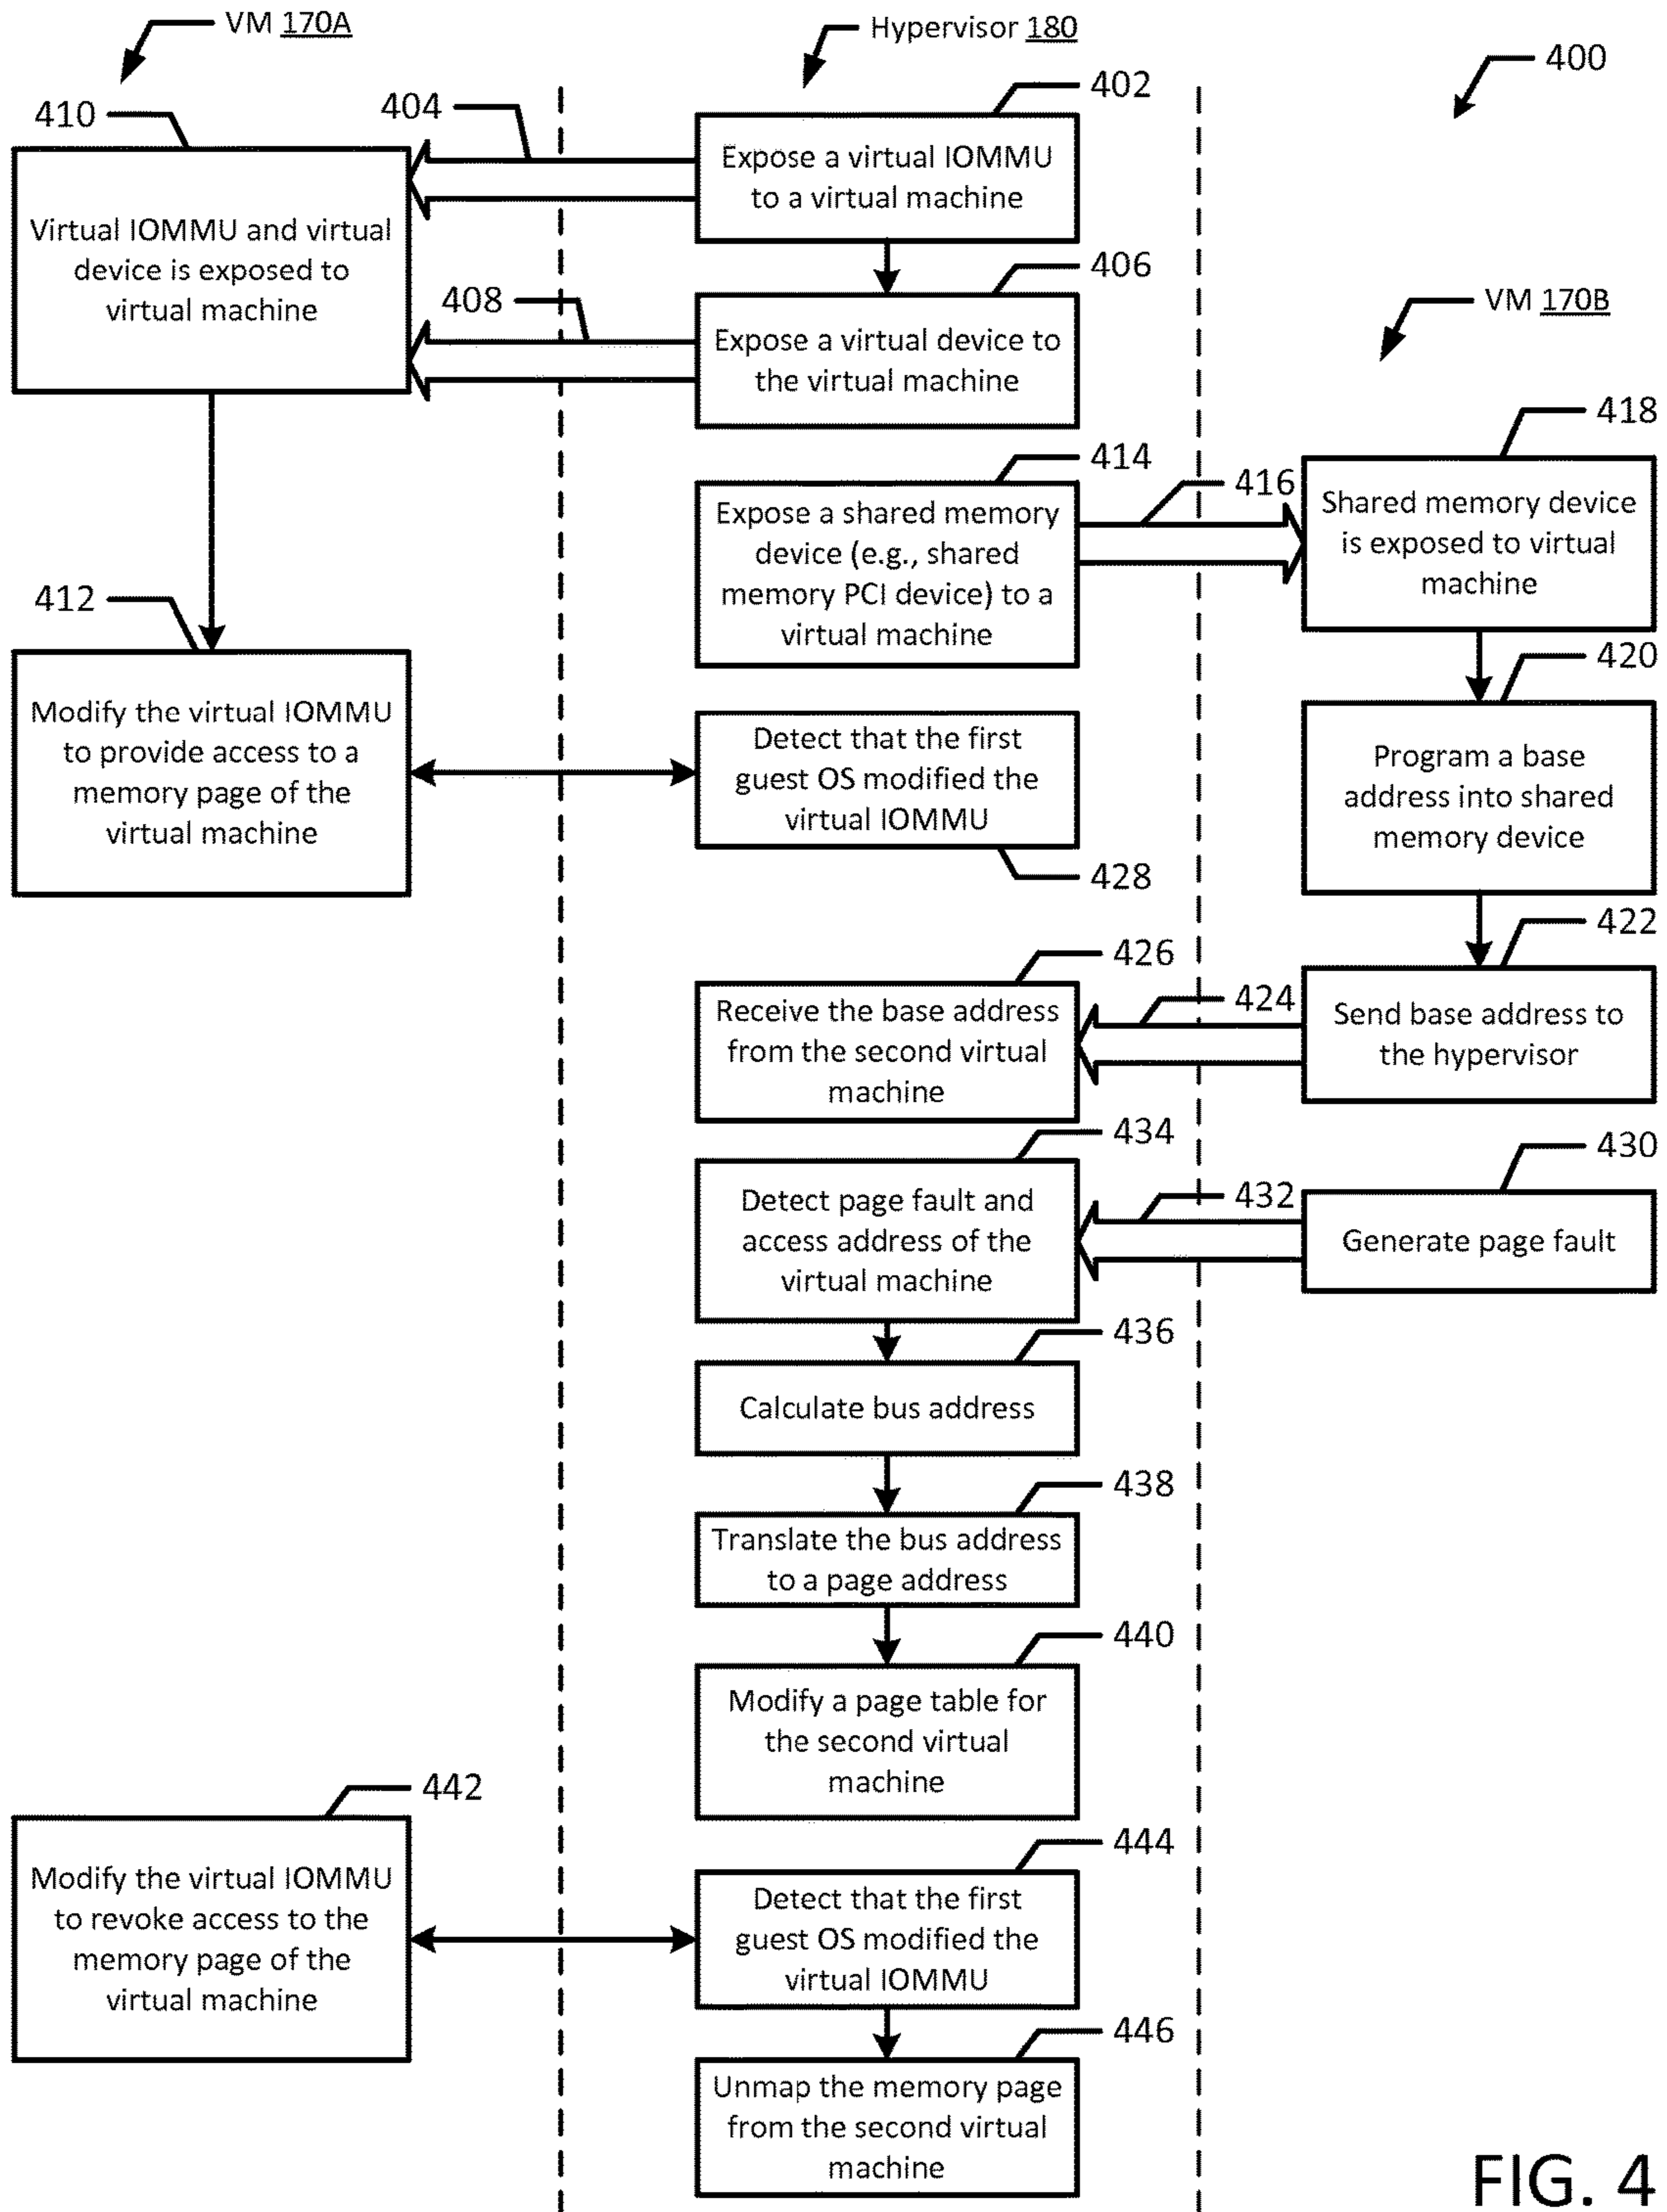 VM 170A
Hypervisor 180
400
402
404
410
Expose a virtual IOMMU
to a virtual machine
Virtual IOMMU and virtual
device is exposed to
virtual machine
406
408
Expose a virtual device to
the virtual machine
VM 170B
414
416
418
Expose a shared memory
device (e.g., shared
memory PCI device) to a
virtual machine
Shared memory device
is exposed to virtual
machine
412
420
Modify the virtual IOMMU
to provide access to a
memory page of the
virtual machine
Detect that the first
guest OS modified the
virtual IOMMU
428
Program a base
address into shared
memory device
422
426
424
Receive the base address
from the second virtual
machine
Send base address to
the hypervisor
434
430
432
Detect page fault and
access address of the
virtual machine
Generate page fault
436
Calculate bus address
438
Translate the bus address
to a page address
440
Modify a page table for
the second virtual
machine
442
444
Modify the virtual IOMMU
to revoke access to the
memory page of the
virtual machine
Detect that the first
guest OS modified the
virtual IOMMU
446
Unmap the memory page
from the second virtual
machine
FIG. 4